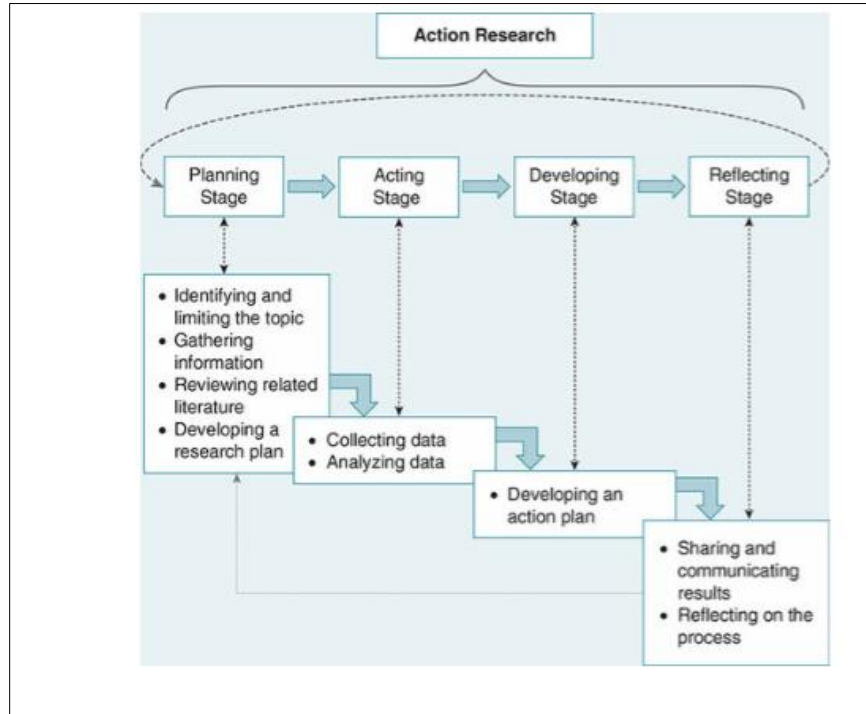 Action Research
Planning
Stage
Acting
Stage
Developing
Stage
Reflecting
Stage
• Identifying and
limiting the topic
• Gathering
information
• Reviewing related
literature
• Developing a
research plan
• Collecting data
• Analyzing data
• Developing an
action plan
• Sharing and
communicating
results
• Reflecting on the
process